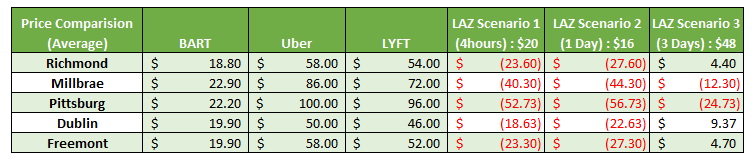 Price Comparision (Average) BART Uber LYFT LAZ Scenario 1 (4hours) : $20 LAZ Scenario 2 (1 Day) : $16 LAZ Scenario 3 (3 Days) : $48
Richmond $ 18.80 $ 58.00 $ 54.00 $ (23.60) $ (27.60) $ 4.40
Millbrae $ 22.90 $ 86.00 $ 72.00 $ (40.30) $ (44.30) $ (12.30)
Pittsburg $ 22.20 $ 100.00 $ 96.00 $ (52.73) $ (56.73) $ (24.73)
Dublin $ 19.90 $ 50.00 $ 46.00 $ (18.63) $ (22.63) $ 9.37
Freemont $ 19.90 $ 58.00 $ 52.00 $ (23.30) $ (27.30) $ 4.70